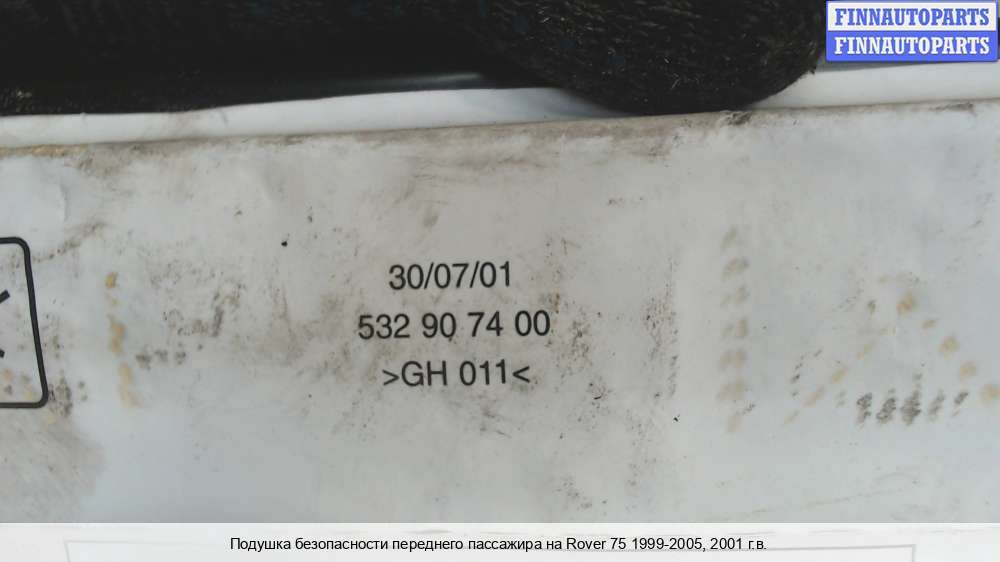 FINNAUTOPARTS
FINNAUTOPARTS
30/07/01
532 90 74 00
>GH 011<
Подушка безопасности переднего пассажира на Rover 75 1999-2005, 2001 г.в.